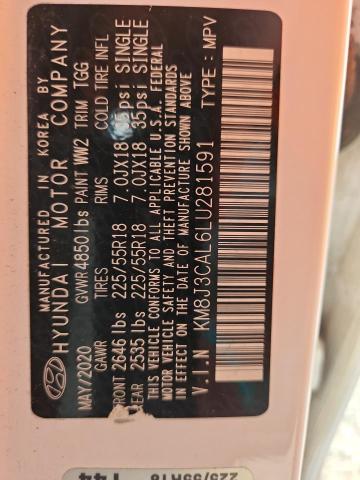 MANUFACTURED IN KOREA BY
HYUNDAI MOTOR COMPANY
MAY/2020 GVWR 4850 lbs PAINT WW2 TRIM TGG
GAWR TIRES RIMS COLD TIRE INFL
FRONT 2646 lbs 225/55R18 7.0JX18 35psi SINGLE
REAR 2535 lbs 225/55R18 7.0JX18 35psi SINGLE
THIS VEHICLE CONFORMS TO ALL APPLICABLE U.S.A. FEDERAL
MOTOR VEHICLE SAFETY AND THEFT PREVENTION STANDARDS
IN EFFECT ON THE DATE OF MANUFACTURE SHOWN ABOVE
V.I.N KM8J3CAL6LU281591 TYPE : MPV